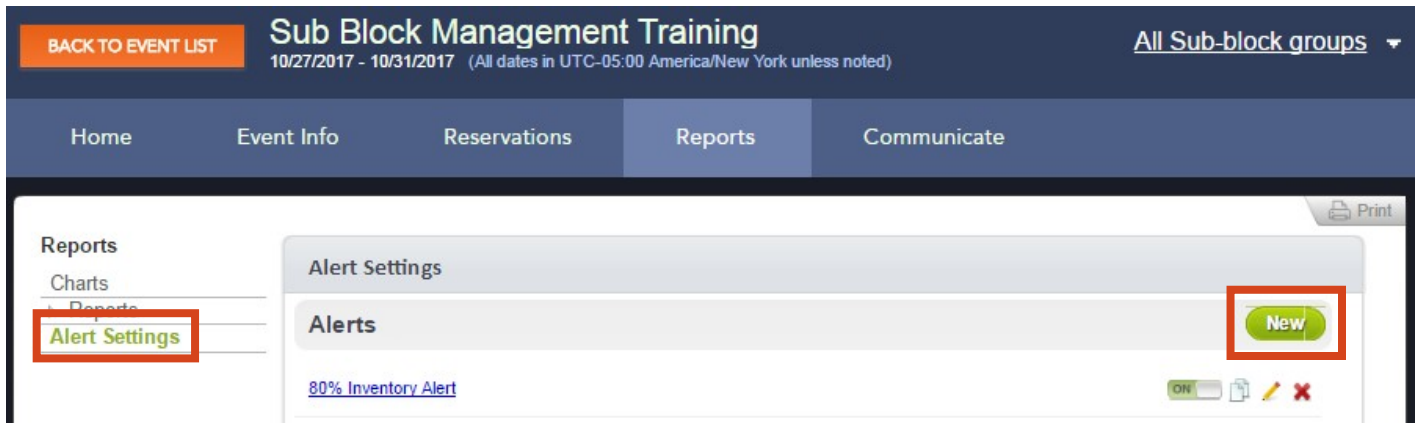 BACK TO EVENT LIST
Sub Block Management Training
10/27/2017 - 10/31/2017 (All dates in UTC-05:00 America/New York unless noted)
All Sub-block groups
Home Event Info Reservations Reports Communicate
Print
Reports
Charts
Reports
Alert Settings
Alert Settings
Alerts
New
80% Inventory Alert
ON